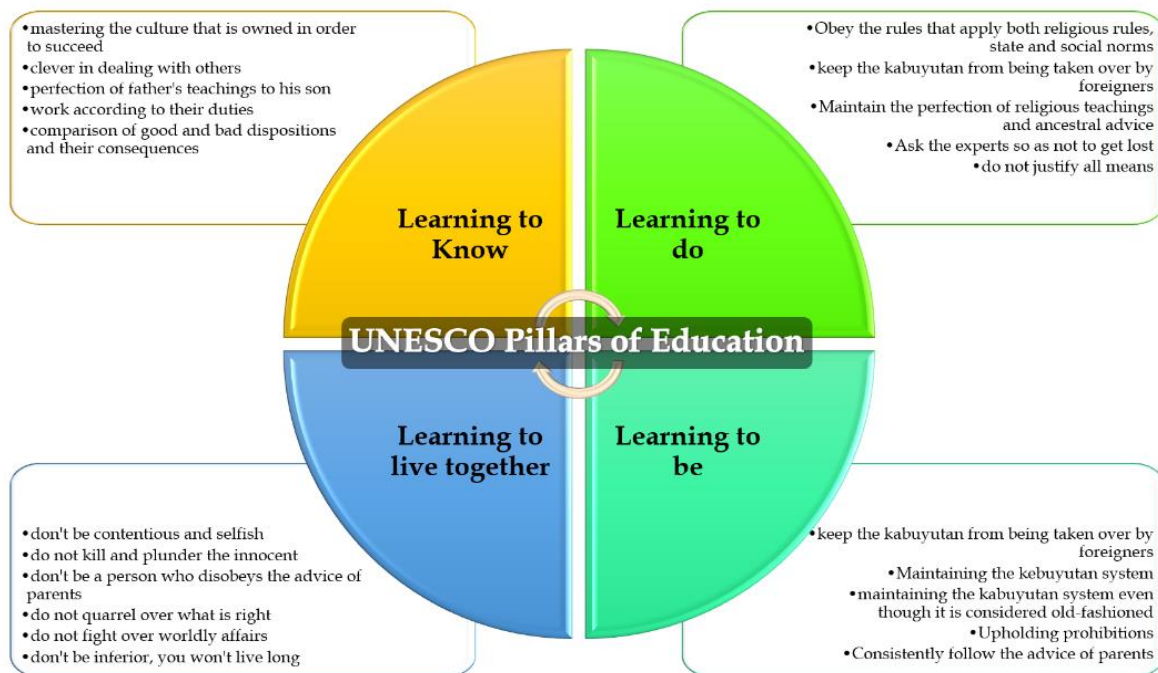 •mastering the culture that is owned in order
to succeed
•clever in dealing with others
•perfection of father's teachings to his son
•work according to their duties
•comparison of good and bad dispositions
and their consequences
•Obey the rules that apply both religious rules,
state and social norms
•keep the kabuyutan from being taken over by
foreigners
•Maintain the perfection of religious teachings
and ancestral advice
•Ask the experts so as not to get lost
•do not justify all means
Learning to
Know
Learning to
do
UNESCO Pillars of Education
Learning to
live together
Learning to
be
•don't be contentious and selfish
•do not kill and plunder the innocent
•don't be a person who disobeys the advice of
parents
•do not quarrel over what is right
•do not fight over worldly affairs
•don't be inferior, you won't live long
•keep the kabuyutan from being taken over by
foreigners
•Maintaining the kebuyutan system
•maintaining the kabuyutan system even
though it is considered old-fashioned
•Upholding prohibitions
•Consistently follow the advice of parents